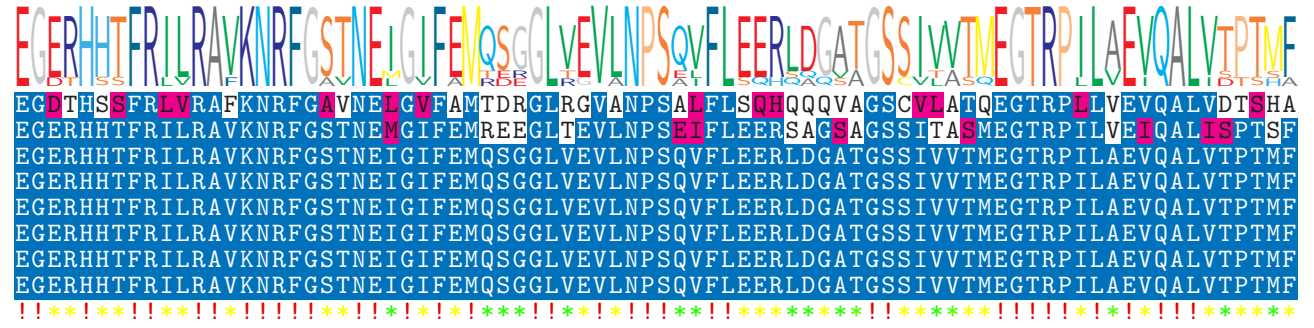 EGERHHTFRILRAVKNRFGSTNEIGIFEMQSGGLVEVLNPSQVFLEERLDGATGSSIVVTMEGTRPILAEVQALVTPTMF
EGDTHSSFRLVRAFKNRFGAVNELGVFAMTDRGLRGVANPSALFLSQHQQQVAGSCVLATQEGTRPLLVEVQALVDTSHA
EGERHHTFRILRAVKNRFGSTNEMGIFEMREEGLTEVLNPSEIFLEERSAGSAGSSITASMEGTRPILVEIQALISPTSF
EGERHHTFRILRAVKNRFGSTNEIGIFEMQSGGLVEVLNPSQVFLEERLDGATGSSIVVTMEGTRPILAEVQALVTPTMF
EGERHHTFRILRAVKNRFGSTNEIGIFEMQSGGLVEVLNPSQVFLEERLDGATGSSIVVTMEGTRPILAEVQALVTPTMF
EGERHHTFRILRAVKNRFGSTNEIGIFEMQSGGLVEVLNPSQVFLEERLDGATGSSIVVTMEGTRPILAEVQALVTPTMF
EGERHHTFRILRAVKNRFGSTNEIGIFEMQSGGLVEVLNPSQVFLEERLDGATGSSIVVTMEGTRPILAEVQALVTPTMF
EGERHHTFRILRAVKNRFGSTNEIGIFEMQSGGLVEVLNPSQVFLEERLDGATGSSIVVTMEGTRPILAEVQALVTPTMF
EGERHHTFRILRAVKNRFGSTNEIGIFEMQSGGLVEVLNPSQVFLEERLDGATGSSIVVTMEGTRPILAEVQALVTPTMF
!!**!**!!**!!*!!!!!**!!*!*!*!***!!**!*!!!**!!********!!******!!!!!*!*!*!!!******